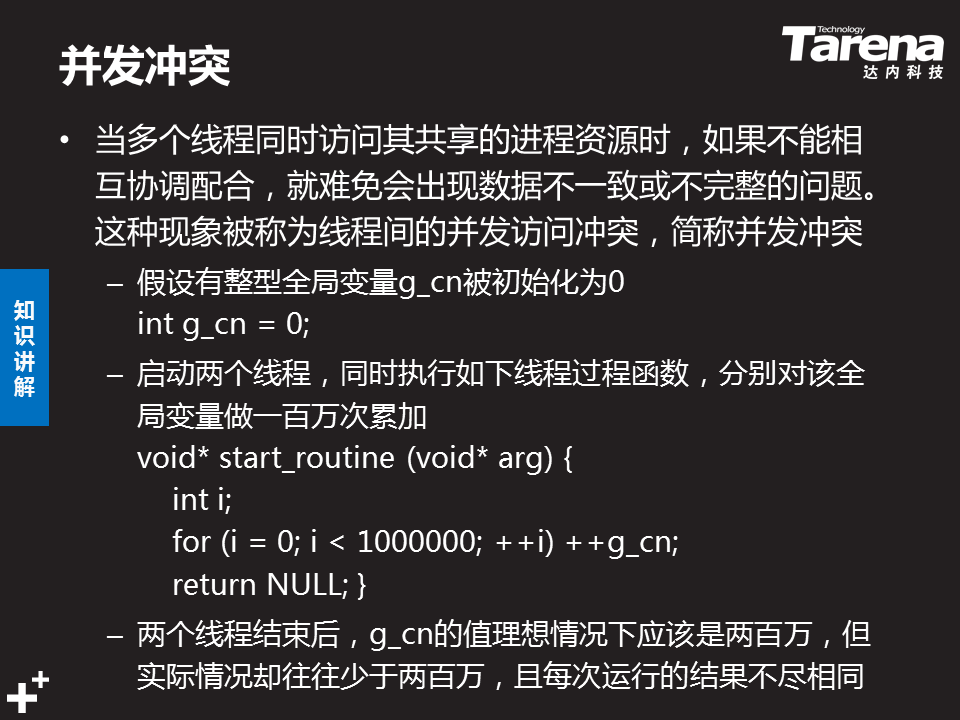 并发冲突
Technology
Tarena
达内科技
• 当多个线程同时访问其共享的进程资源时，如果不能相
互协调配合，就难免会出现数据不一致或不完整的问题。
这种现象被称为线程间的并发访问冲突，简称并发冲突
– 假设有整型全局变量g_cn被初始化为0
int g_cn = 0;
– 启动两个线程，同时执行如下线程过程函数，分别对该全
局变量做一百万次累加
void* start_routine (void* arg) {
int i;
for (i = 0; i < 1000000; ++i) ++g_cn;
return NULL; }
– 两个线程结束后，g_cn的值理想情况下应该是两百万，但
实际情况却往往少于两百万，且每次运行的结果不尽相同
知识讲解